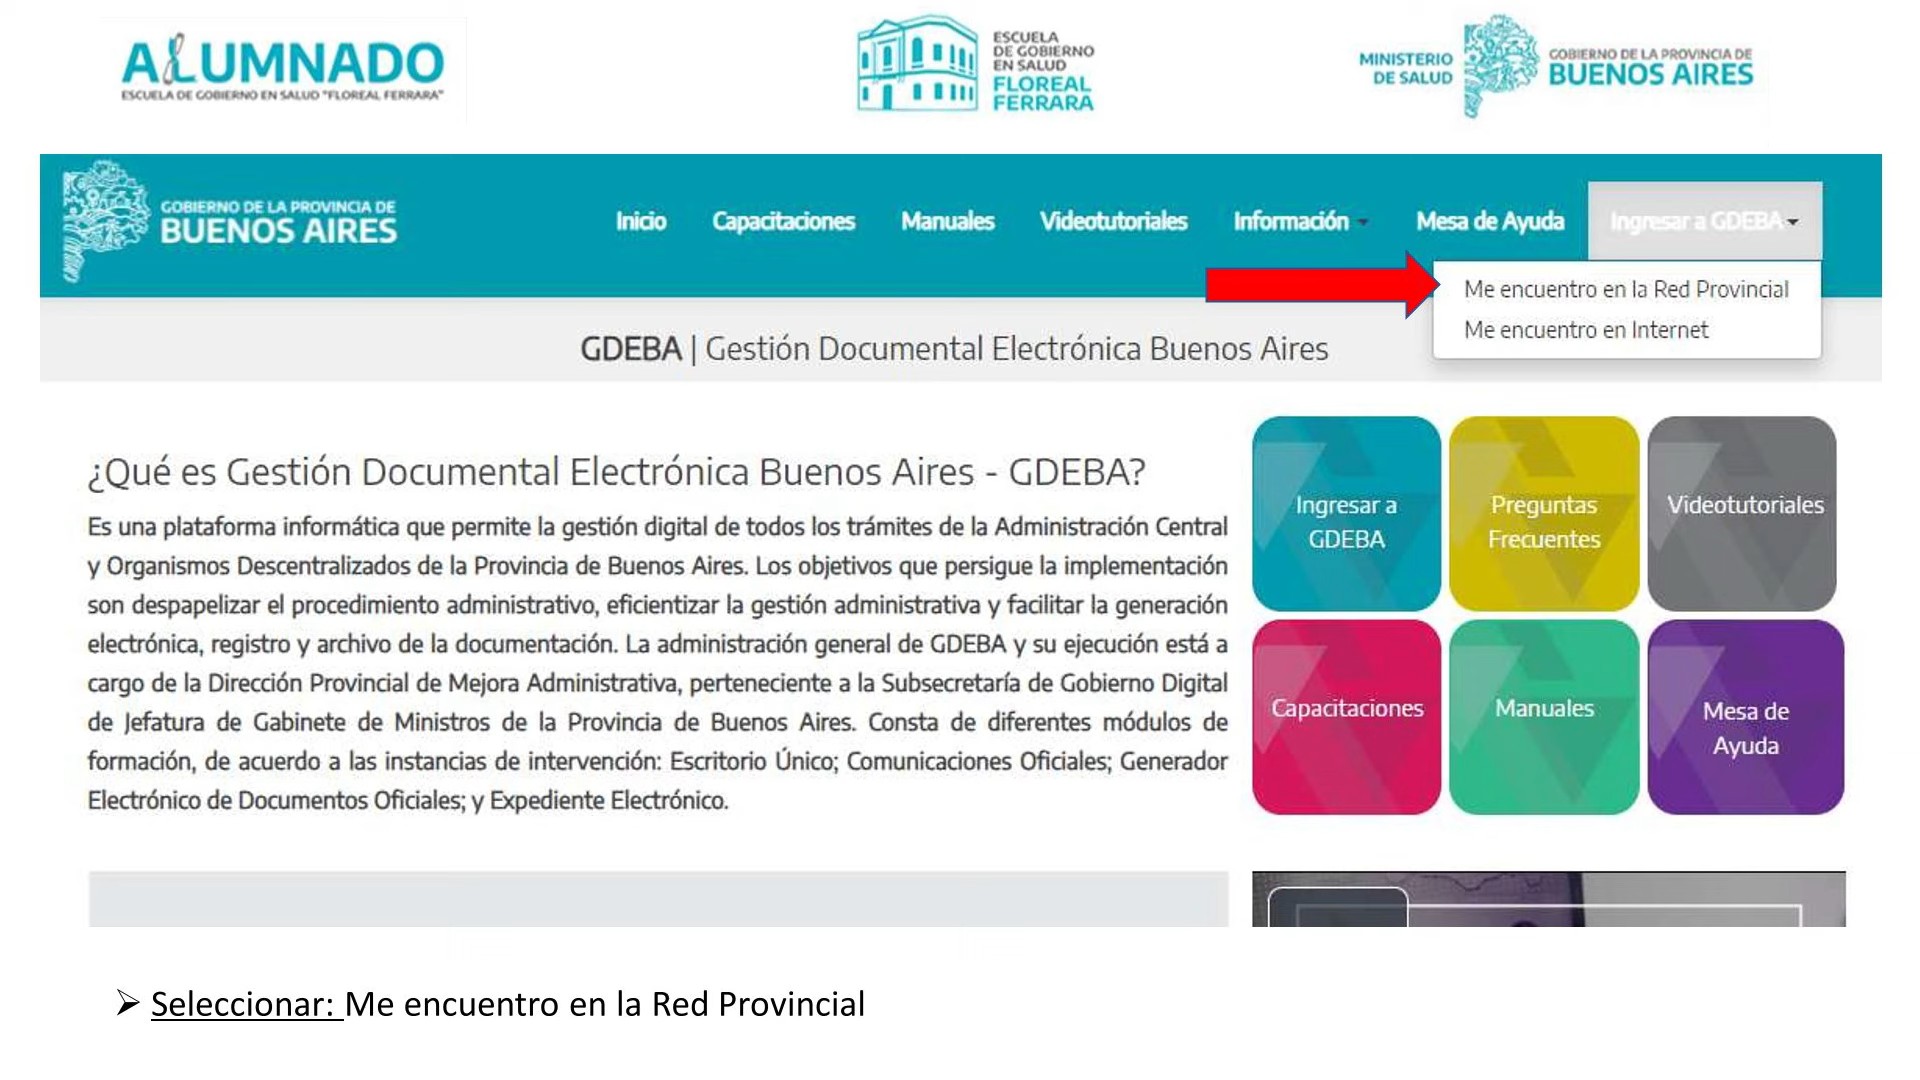 ALUMNADO
ESCUELA DE GOBIERNO EN SALUD "FLOREAL FERRARA"
ESCUELA
DE GOBIERNO
EN SALUD
FLOREAL
FERRARA
MINISTERIO
DE SALUD
GOBIERNO DE LA PROVINCIA DE
BUENOS AIRES
GOBIERNO DE LA PROVINCIA DE
BUENOS AIRES
Inicio
Capacitaciones
Manuales
Videotutoriales
Información
Mesa de Ayuda
Ingresar a GDEBA
Me encuentro en la Red Provincial
Me encuentro en Internet
GDEBA | Gestión Documental Electrónica Buenos Aires
¿Qué es Gestión Documental Electrónica Buenos Aires - GDEBA?
Es una plataforma informática que permite la gestión digital de todos los trámites de la Administración Central
y Organismos Descentralizados de la Provincia de Buenos Aires. Los objetivos que persigue la implementación
son despapelizar el procedimiento administrativo, eficientizar la gestión administrativa y facilitar la generación
electrónica, registro y archivo de la documentación. La administración general de GDEBA y su ejecución está a
cargo de la Dirección Provincial de Mejora Administrativa, perteneciente a la Subsecretaría de Gobierno Digital
de Jefatura de Gabinete de Ministros de la Provincia de Buenos Aires. Consta de diferentes módulos de
formación, de acuerdo a las instancias de intervención: Escritorio Único; Comunicaciones Oficiales; Generador
Electrónico de Documentos Oficiales; y Expediente Electrónico.
Ingresar a
GDEBA
Preguntas
Frecuentes
Videotutoriales
Capacitaciones
Manuales
Mesa de
Ayuda
➢ Seleccionar: Me encuentro en la Red Provincial